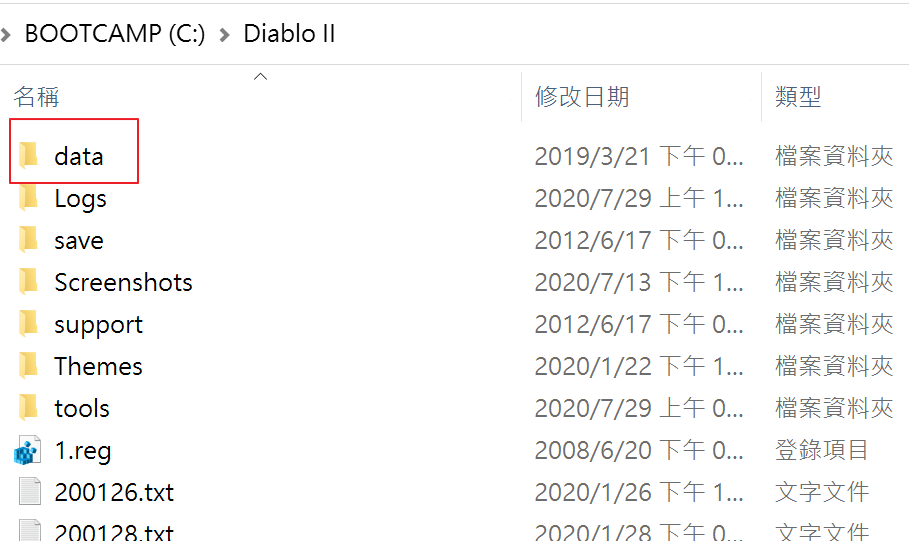 BOOTCAMP (C:) > Diablo II
名稱 修改日期 類型
data 2019/3/21 下午 0... 檔案資料夾
Logs 2020/7/29 上午 1... 檔案資料夾
save 2012/6/17 下午 0... 檔案資料夾
Screenshots 2020/7/13 下午 1... 檔案資料夾
support 2012/6/17 下午 0... 檔案資料夾
Themes 2020/1/22 下午 1... 檔案資料夾
tools 2020/7/29 上午 0... 檔案資料夾
1.reg 2008/6/20 下午 0... 登錄項目
200126.txt 2020/1/26 下午 1... 文字文件
200128.txt 2020/1/28 下午 0... 文字文件